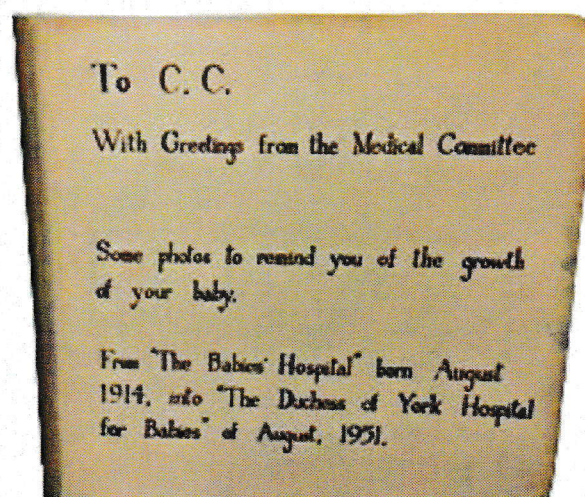 To C. C.
With Greetings from the Medical Committee
Some photos to remind you of the growth
of your baby.
From "The Babies' Hospital" born August
1914, into "The Duchess of York Hospital
for Babies" of August, 1951.